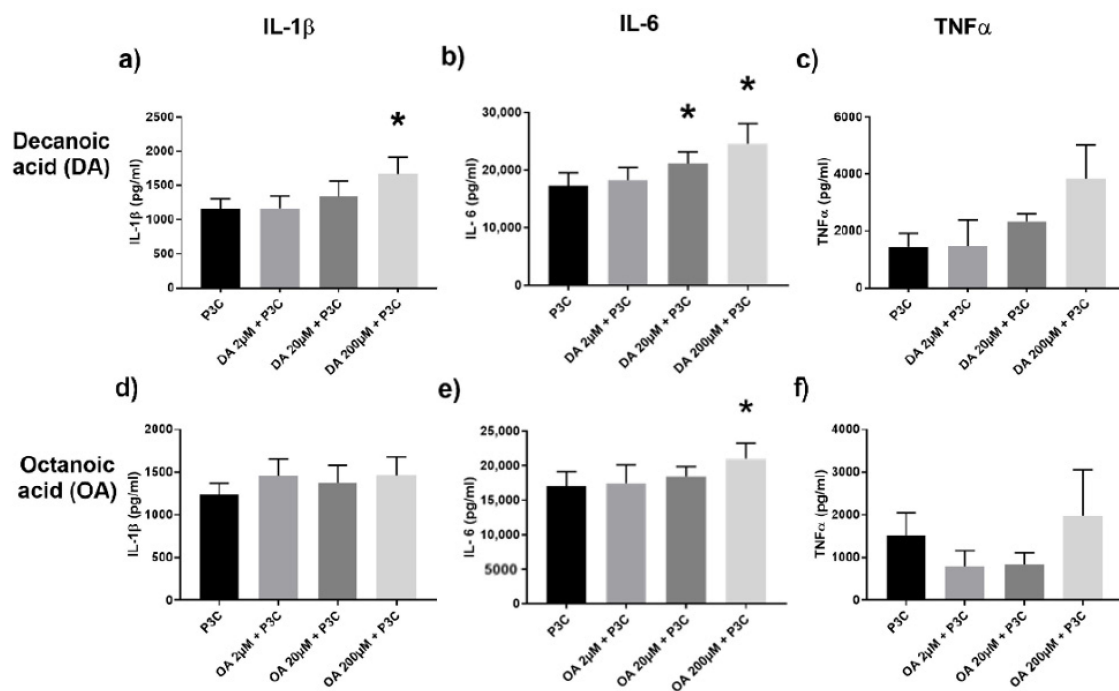 IL-1β
IL-6
TNFα
a)
b)
c)
Decanoic
acid (DA)
IL-1β (pg/ml)
2500
2000
1500
1000
500
0
*
P3C
DA 2µM + P3C
DA 20µM + P3C
DA 200µM + P3C
IL- 6 (pg/ml)
30,000
20,000
10,000
0
*
*
P3C
DA 2µM + P3C
DA 20µM + P3C
DA 200µM + P3C
TNFα (pg/ml)
6000
4000
2000
0
P3C
DA 2µM + P3C
DA 20µM + P3C
DA 200µM + P3C
d)
e)
f)
Octanoic
acid (OA)
IL-1β (pg/ml)
2000
1500
1000
500
0
P3C
OA 2µM + P3C
OA 20µM + P3C
OA 200µM + P3C
IL- 6 (pg/ml)
25,000
20,000
15,000
10,000
5000
0
*
P3C
OA 2µM + P3C
OA 20µM + P3C
OA 200µM + P3C
TNFα (pg/ml)
4000
3000
2000
1000
0
P3C
OA 2µM + P3C
OA 20µM + P3C
OA 200µM + P3C